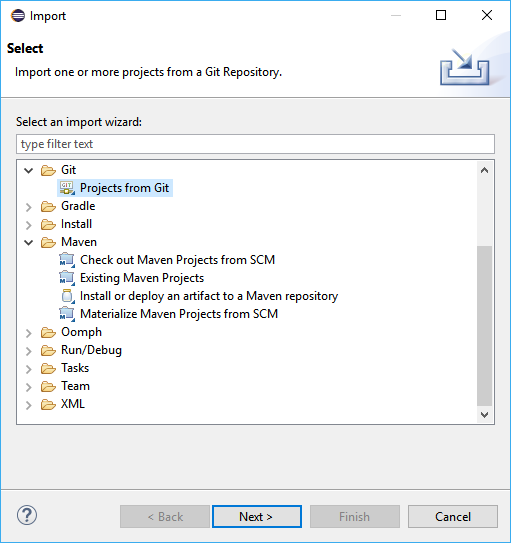 Import
Select
Import one or more projects from a Git Repository.
Select an import wizard:
type filter text
Git
GIT Projects from Git
Gradle
Install
Maven
M Check out Maven Projects from SCM
M Existing Maven Projects
Install or deploy an artifact to a Maven repository
M Materialize Maven Projects from SCM
Oomph
Run/Debug
Tasks
Team
XML
? < Back Next > Finish Cancel